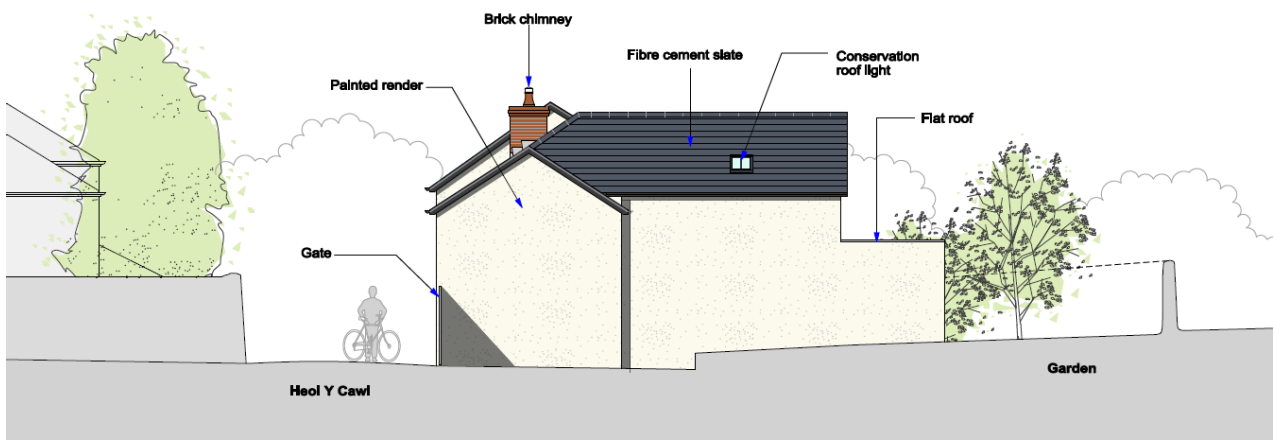 Brick chimney
Fibre cement slate
Conservation
roof light
Painted render
Flat roof
Gate
Heol Y Cawl
Garden